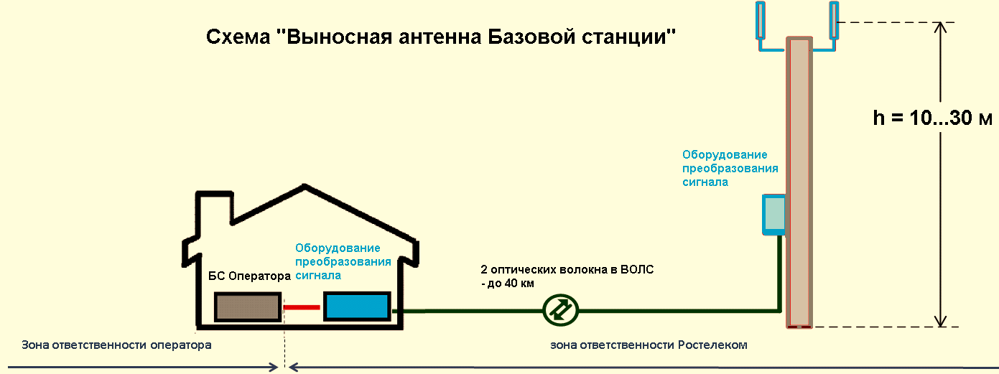 Схема "Выносная антенна Базовой станции"
h = 10...30 м
Оборудование
преобразования
сигнала
Оборудование
преобразования
сигнала
БС Оператора
2 оптических волокна в ВОЛС
- до 40 км
Зона ответственности оператора
зона ответственности Ростелеком